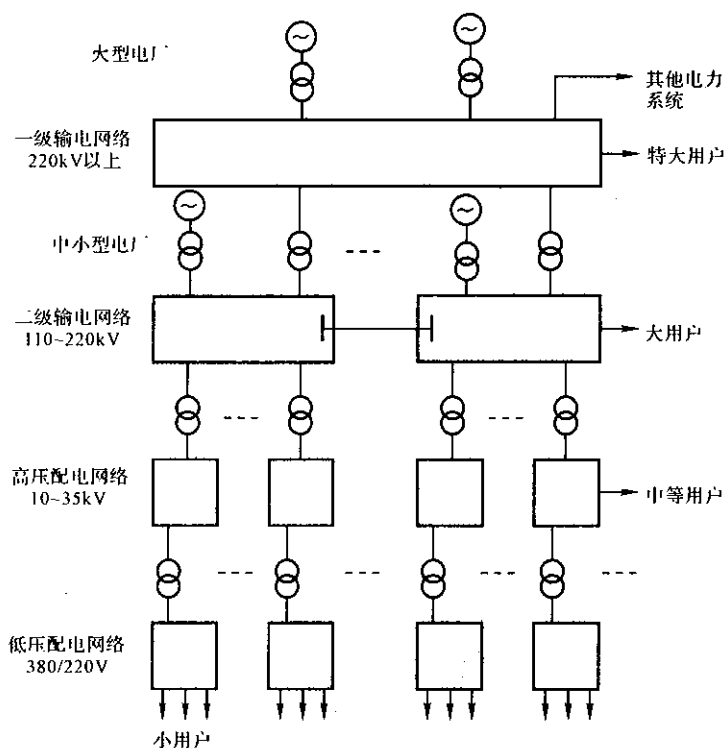 大型电厂
~
~
其他电力
系统
一级输电网络
220kV以上
特大用户
~
~
中小型电厂
二级输电网络
110~220kV
大用户
高压配电网络
10~35kV
中等用户
低压配电网络
380/220V
小用户